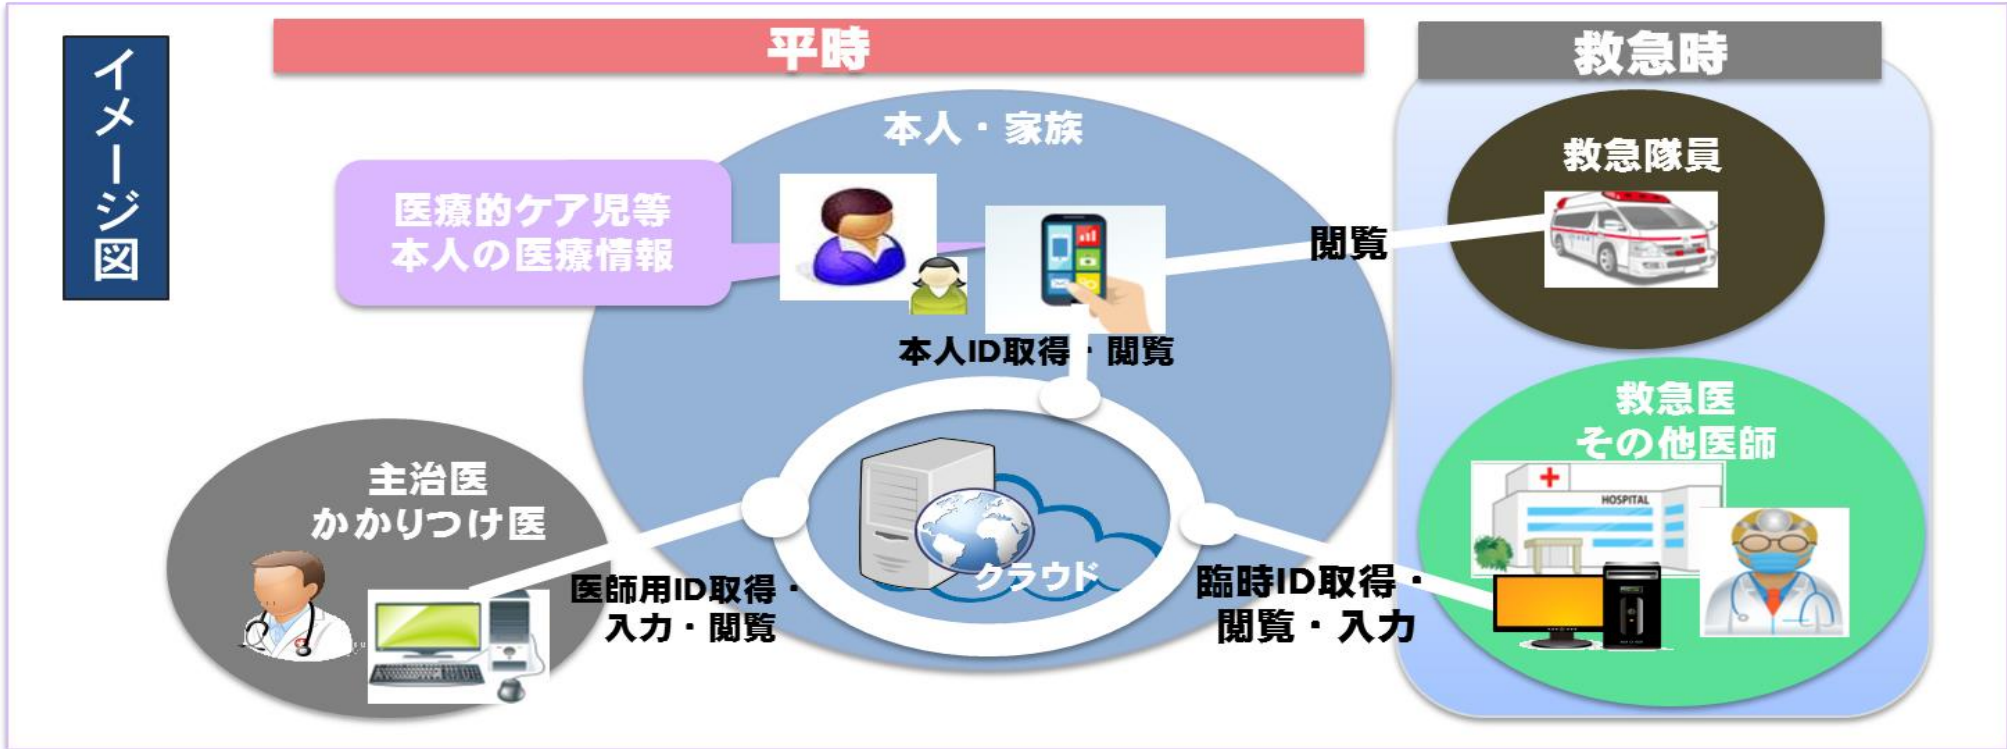 イメージ図
平時
救急時
本人・家族
救急隊員
医療的ケア児等
本人の医療情報
閲覧
本人ID取得・閲覧
救急医
その他医師
主治医
かかりつけ医
HOSPITAL
クラウド
医師用ID取得・
入力・閲覧
臨時ID取得・
閲覧・入力